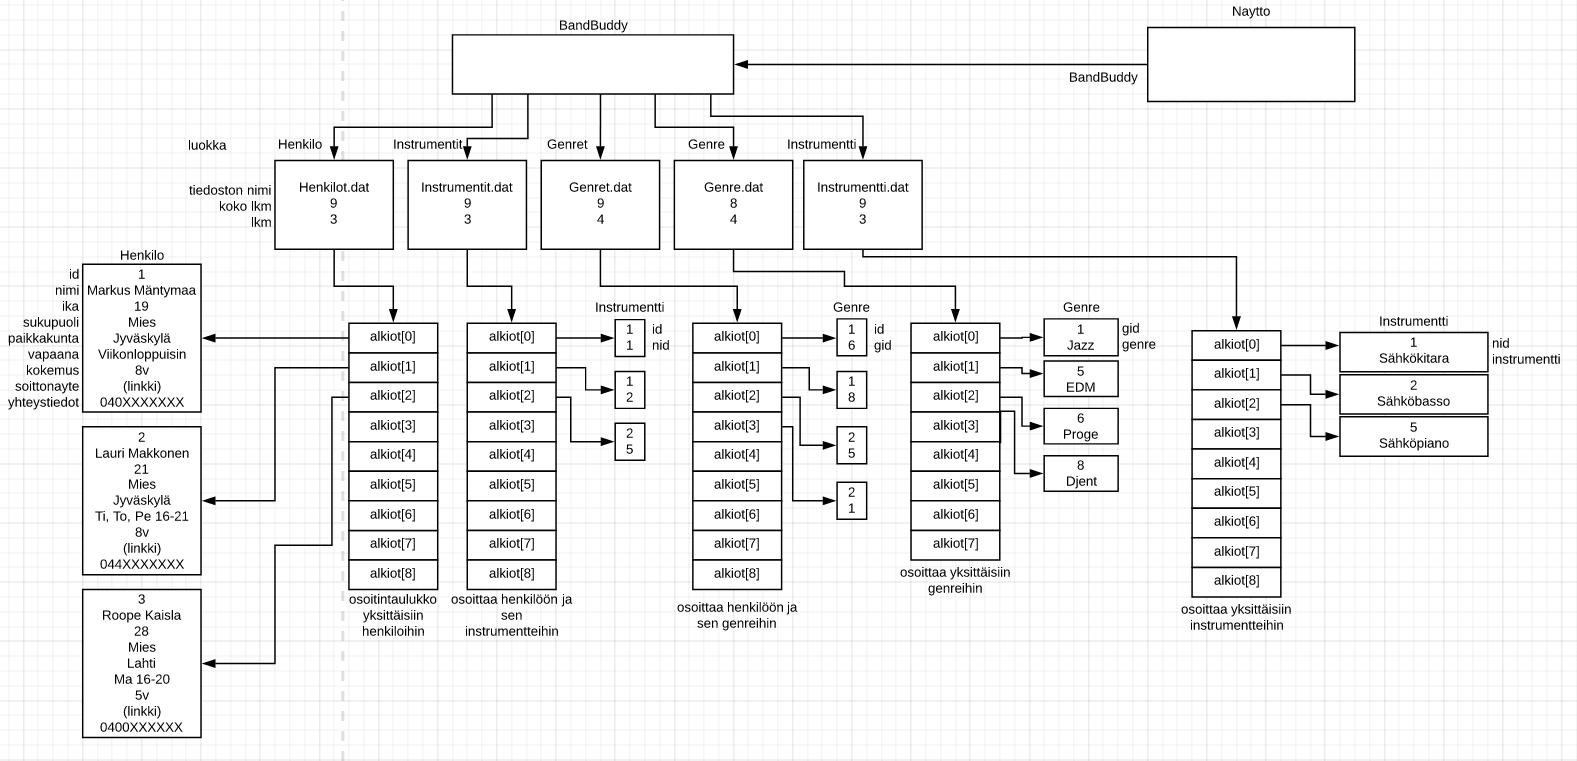 Naytto
BandBuddy
BandBuddy
luokka
Henkilo
Instrumentit
Genret
Genre
Instrumentti
tiedoston nimi
koko lkm
lkm
Henkilot.dat
9
3
Instrumentit.dat
9
3
Genret.dat
9
4
Genre.dat
8
4
Instrumentti.dat
9
3
Henkilo
id
nimi
ika
sukupuoli
paikkakunta
vapaana
kokemus
soittonayte
yhteystiedot
1
Markus Mäntymaa
19
Mies
Jyväskylä
Viikonloppuisin
8v
(linkki)
040XXXXXXX
2
Lauri Makkonen
21
Mies
Jyväskylä
Ti, To, Pe 16-21
8v
(linkki)
044XXXXXXX
3
Roope Kaisla
28
Mies
Lahti
Ma 16-20
5v
(linkki)
0400XXXXXX
alkiot[0]
alkiot[1]
alkiot[2]
alkiot[3]
alkiot[4]
alkiot[5]
alkiot[6]
alkiot[7]
alkiot[8]
osoitintaulukko
yksittäisiin
henkiloihin
alkiot[0]
alkiot[1]
alkiot[2]
alkiot[3]
alkiot[4]
alkiot[5]
alkiot[6]
alkiot[7]
alkiot[8]
osoittaa henkilöön ja
sen
instrumentteihin
Instrumentti
1
1
id
nid
1
2
2
5
alkiot[0]
alkiot[1]
alkiot[2]
alkiot[3]
alkiot[4]
alkiot[5]
alkiot[6]
alkiot[7]
alkiot[8]
osoittaa henkilöön ja
sen genreihin
Genre
1
6
id
gid
1
8
2
5
2
1
alkiot[0]
alkiot[1]
alkiot[2]
alkiot[3]
alkiot[4]
alkiot[5]
alkiot[6]
alkiot[7]
osoittaa yksittäisiin
genreihin
Genre
1
Jazz
gid
genre
5
EDM
6
Proge
8
Djent
alkiot[0]
alkiot[1]
alkiot[2]
alkiot[3]
alkiot[4]
alkiot[5]
alkiot[6]
alkiot[7]
alkiot[8]
osoittaa yksittäisiin
instrumentteihin
Instrumentti
1
Sähkökitara
nid
instrumentti
2
Sähköbasso
5
Sähköpiano